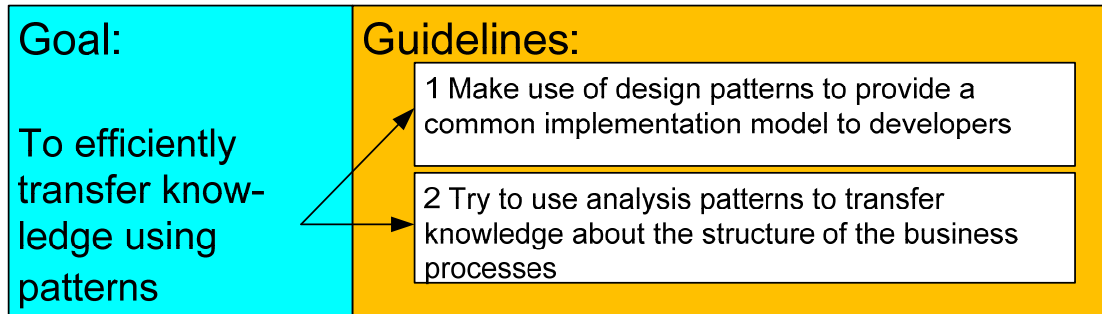 Goal:
To efficiently
transfer know-
ledge using
patterns
Guidelines:
1 Make use of design patterns to provide a
common implementation model to developers
2 Try to use analysis patterns to transfer
knowledge about the structure of the business
processes